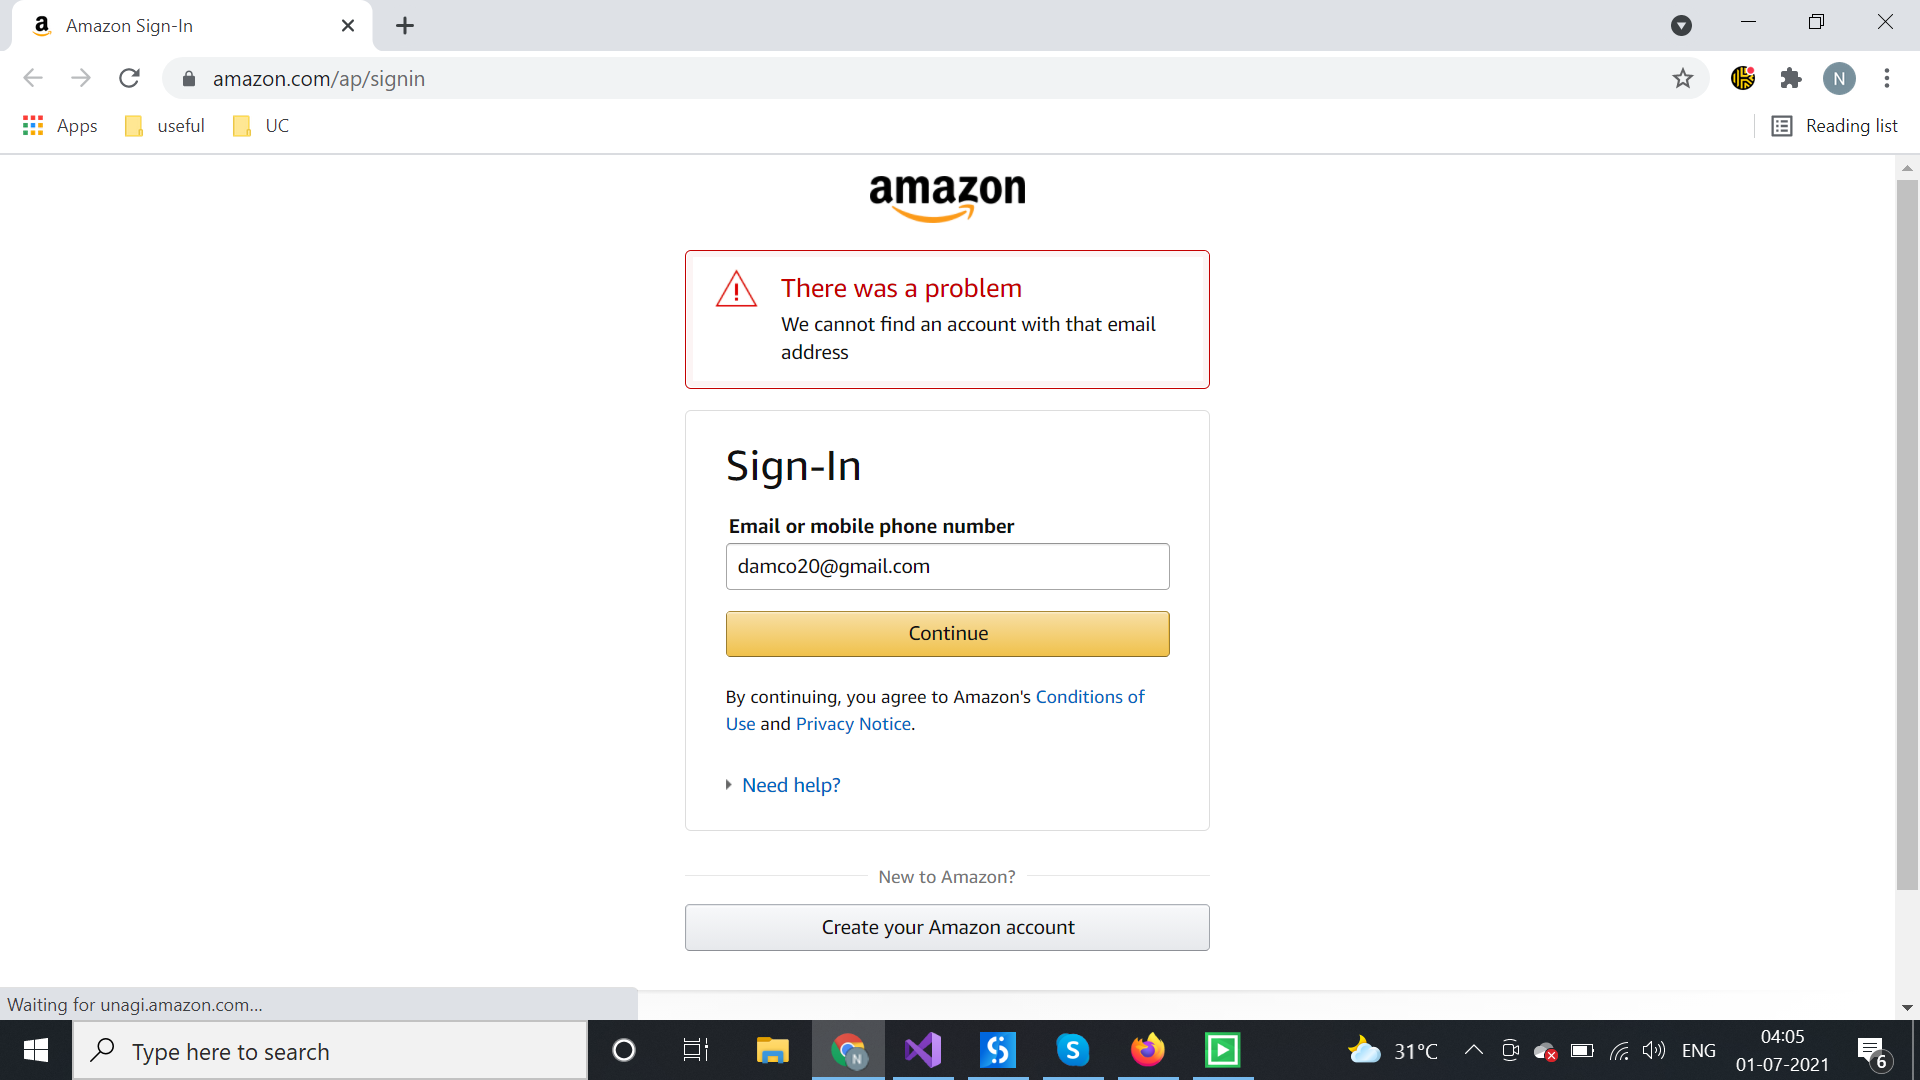 Amazon Sign-In
amazon.com/ap/signin
N
Apps
useful
UC
Reading list
amazon
There was a problem
We cannot find an account with that email
address
Sign-In
Email or mobile phone number
damco20@gmail.com
Continue
By continuing, you agree to Amazon's Conditions of
Use and Privacy Notice.
Need help?
New to Amazon?
Create your Amazon account
Waiting for unagi.amazon.com...
Type here to search
N
S
31°C
ENG
04:05
01-07-2021
6